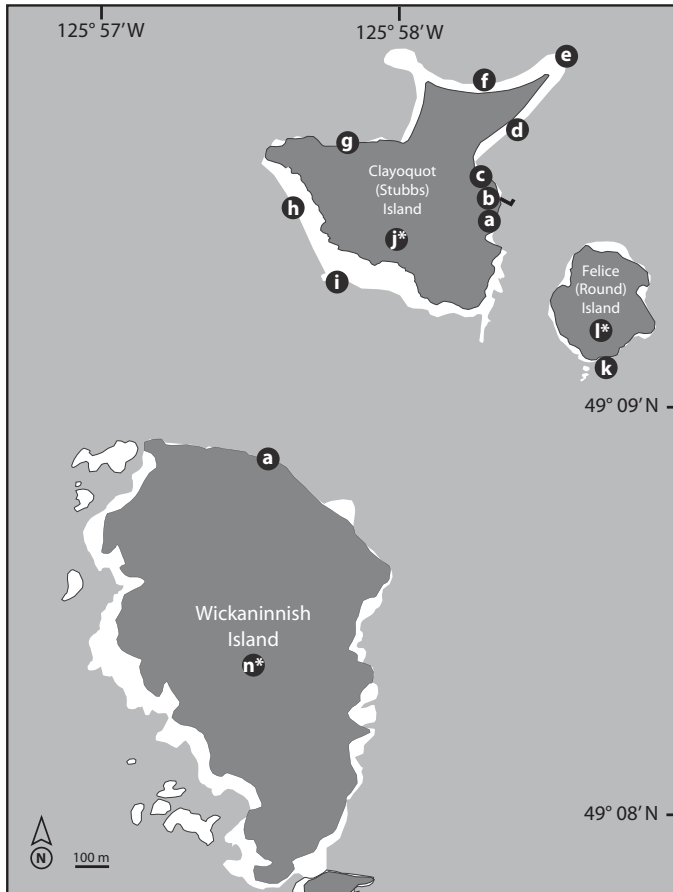 125° 57′ W
125° 58′ W
e
f
d
g
c
b
a
h
Clayoquot
(Stubbs)
Island
j*
i
Felice
(Round)
Island
l*
k
49° 09′ N
a
Wickaninnish
Island
n*
49° 08′ N
N
100 m